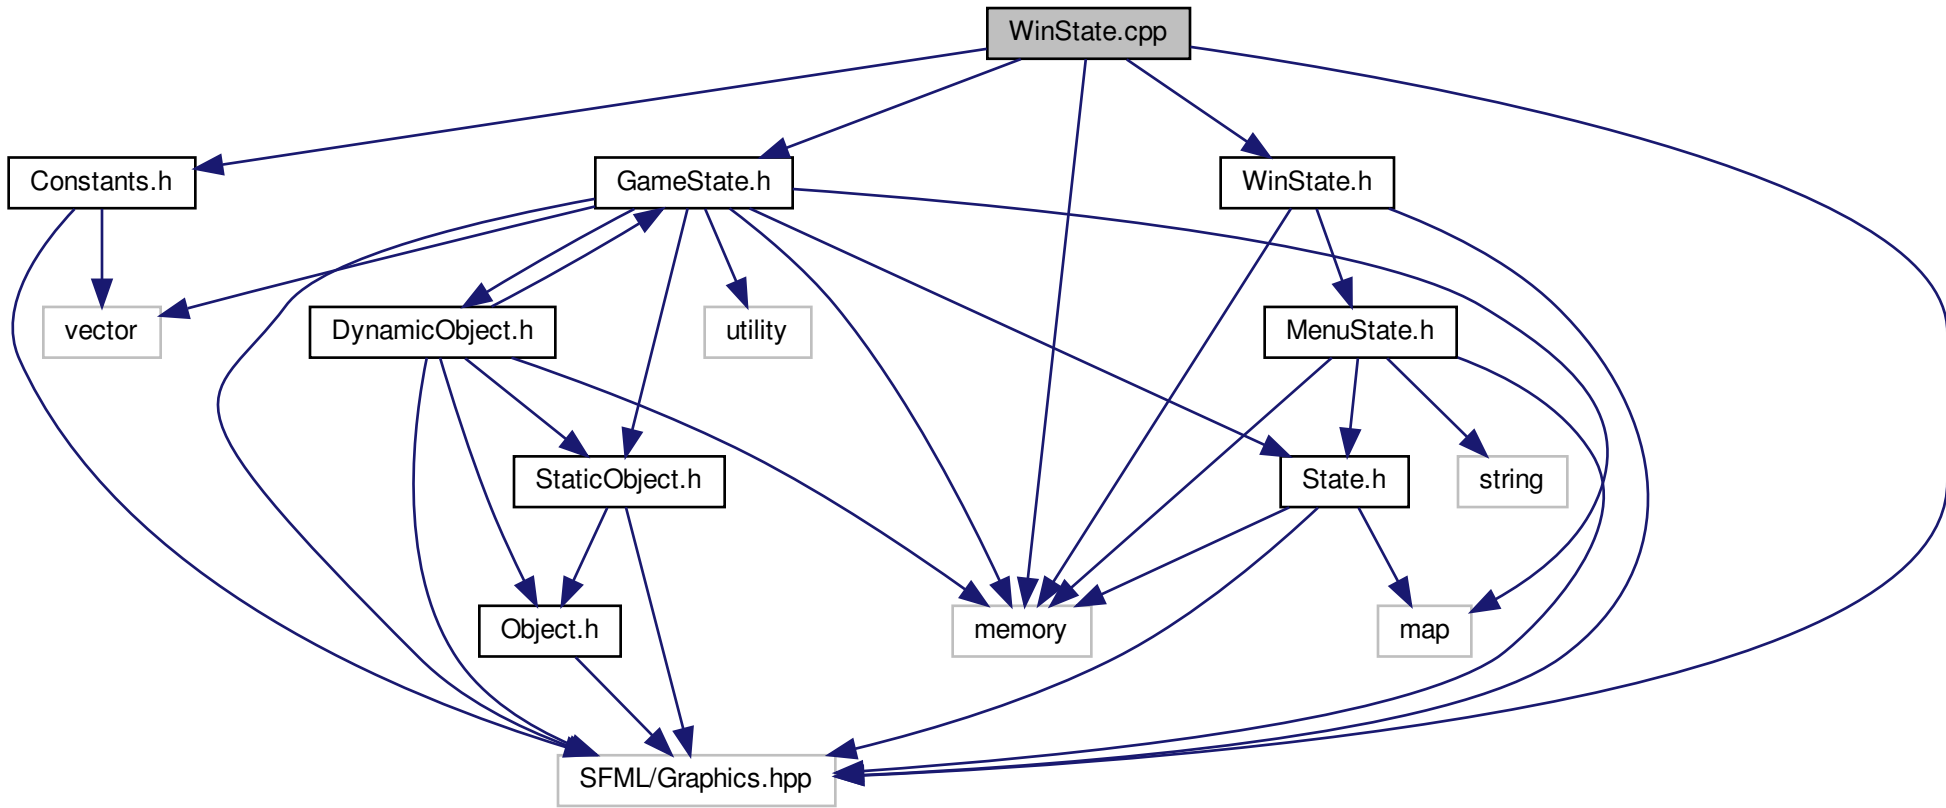 WinState.cpp
Constants.h
GameState.h
WinState.h
vector
DynamicObject.h
utility
MenuState.h
StaticObject.h
State.h
string
Object.h
memory
map
SFML/Graphics.hpp